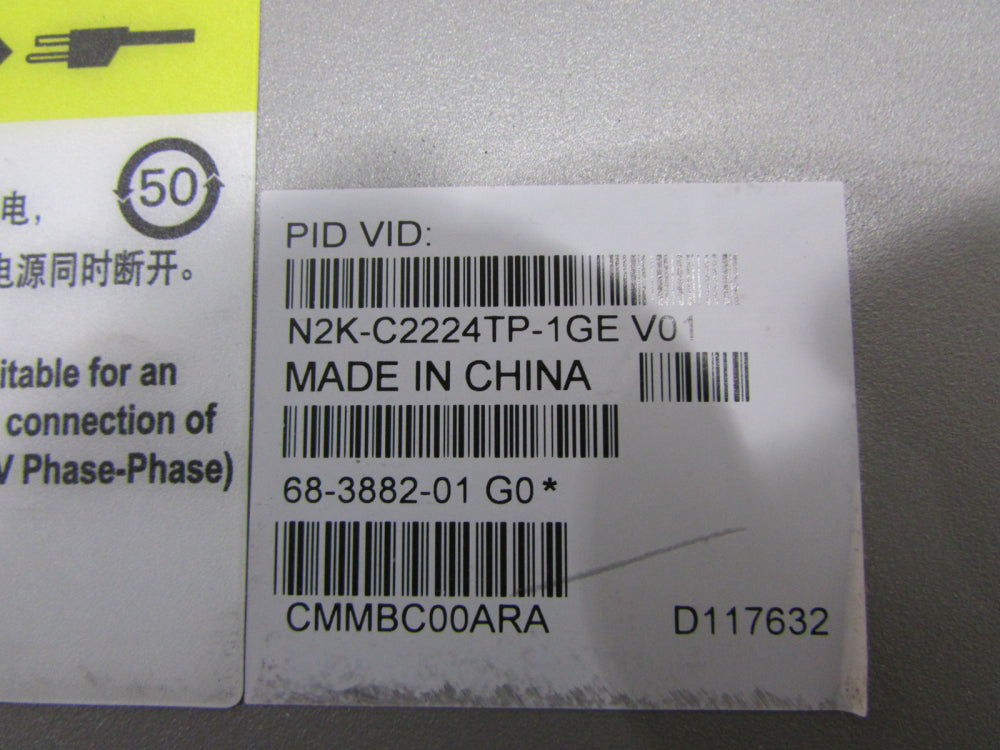 50
电，
电源同时断开。
itable for an
connection of
V Phase-Phase)
PID VID:
N2K-C2224TP-1GE V01
MADE IN CHINA
68-3882-01 G0*
CMMBC00ARA
D117632